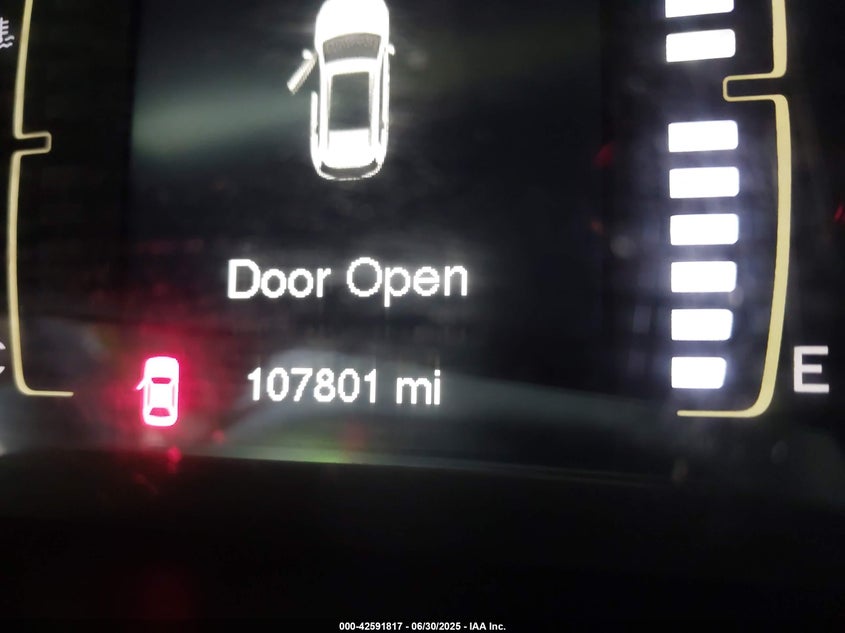 Door Open
107801 mi
E
000-42591817 - 06/30/2025 - IAA Inc.